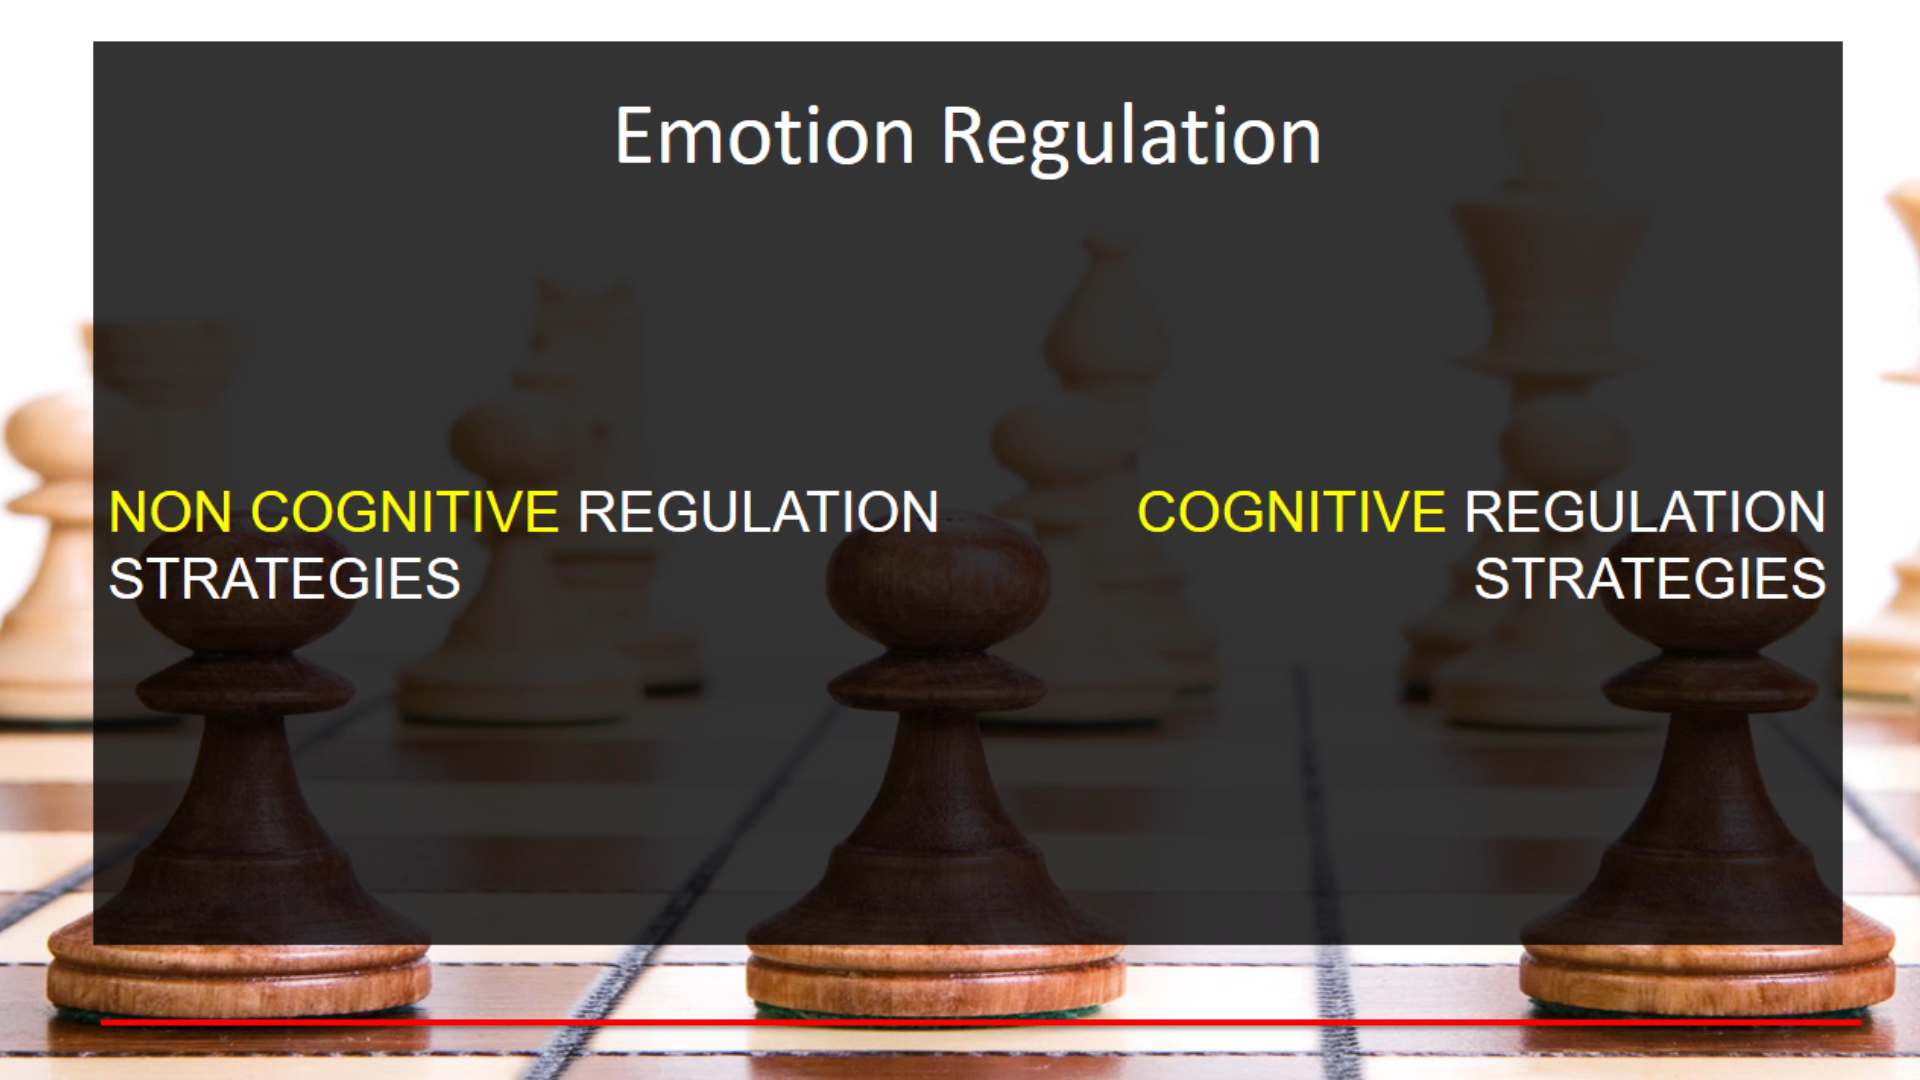 Emotion Regulation
NON COGNITIVE REGULATION
STRATEGIES
COGNITIVE REGULATION
STRATEGIES